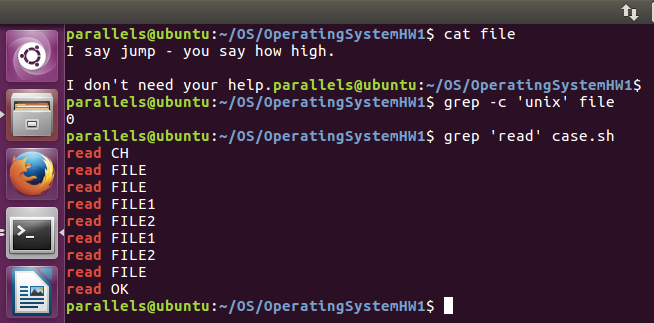 parallels@ubuntu:~/OS/OperatingSystemHW1$ cat file
I say jump - you say how high.
I don't need your help.parallels@ubuntu:~/OS/OperatingSystemHW1$
parallels@ubuntu:~/OS/OperatingSystemHW1$ grep -c 'unix' file
0
parallels@ubuntu:~/OS/OperatingSystemHW1$ grep 'read' case.sh
read CH
read FILE
read FILE
read FILE1
read FILE2
read FILE1
read FILE2
read FILE
read OK
parallels@ubuntu:~/OS/OperatingSystemHW1$